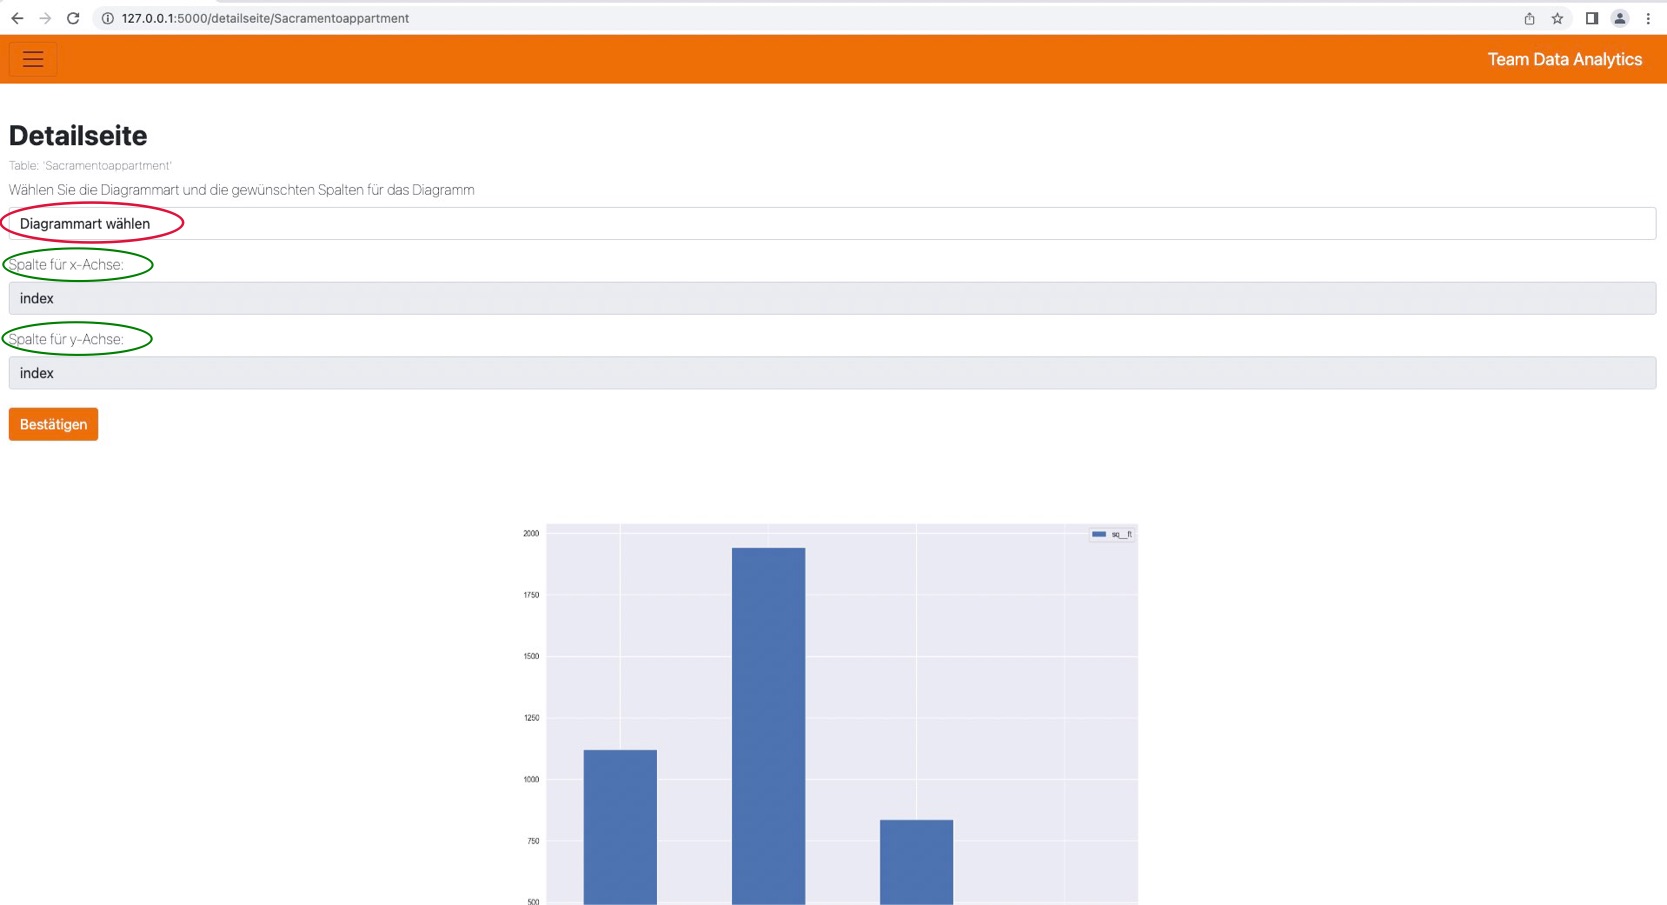 127.0.0.1:5000/detailseite/Sacramentoappartment
Team Data Analytics
Detailseite
Table: 'Sacramentoappartment'
Wählen Sie die Diagrammart und die gewünschten Spalten für das Diagramm
Diagrammart wählen
Spalte für x-Achse:
index
Spalte für y-Achse:
index
Bestätigen
2000
sq__ft
1750
1500
1250
1000
750
500